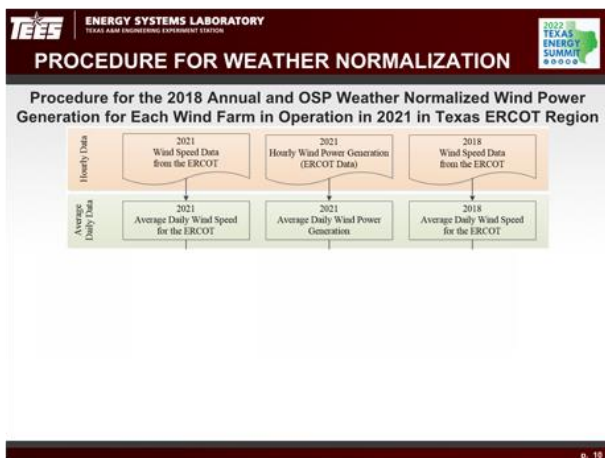 TEES
ENERGY SYSTEMS LABORATORY
TEXAS A&M ENGINEERING EXPERIMENT STATION
2022
TEXAS
ENERGY
SUMMIT
PROCEDURE FOR WEATHER NORMALIZATION
Procedure for the 2018 Annual and OSP Weather Normalized Wind Power
Generation for Each Wind Farm in Operation in 2021 in Texas ERCOT Region
Hourly Data
2021
Wind Speed Data
from the ERCOT
2021
Hourly Wind Power Generation
(ERCOT Data)
2018
Wind Speed Data
from the ERCOT
Average
Daily Data
2021
Average Daily Wind Speed
for the ERCOT
2021
Average Daily Wind Power
Generation
2018
Average Daily Wind Speed
for the ERCOT
p. 10